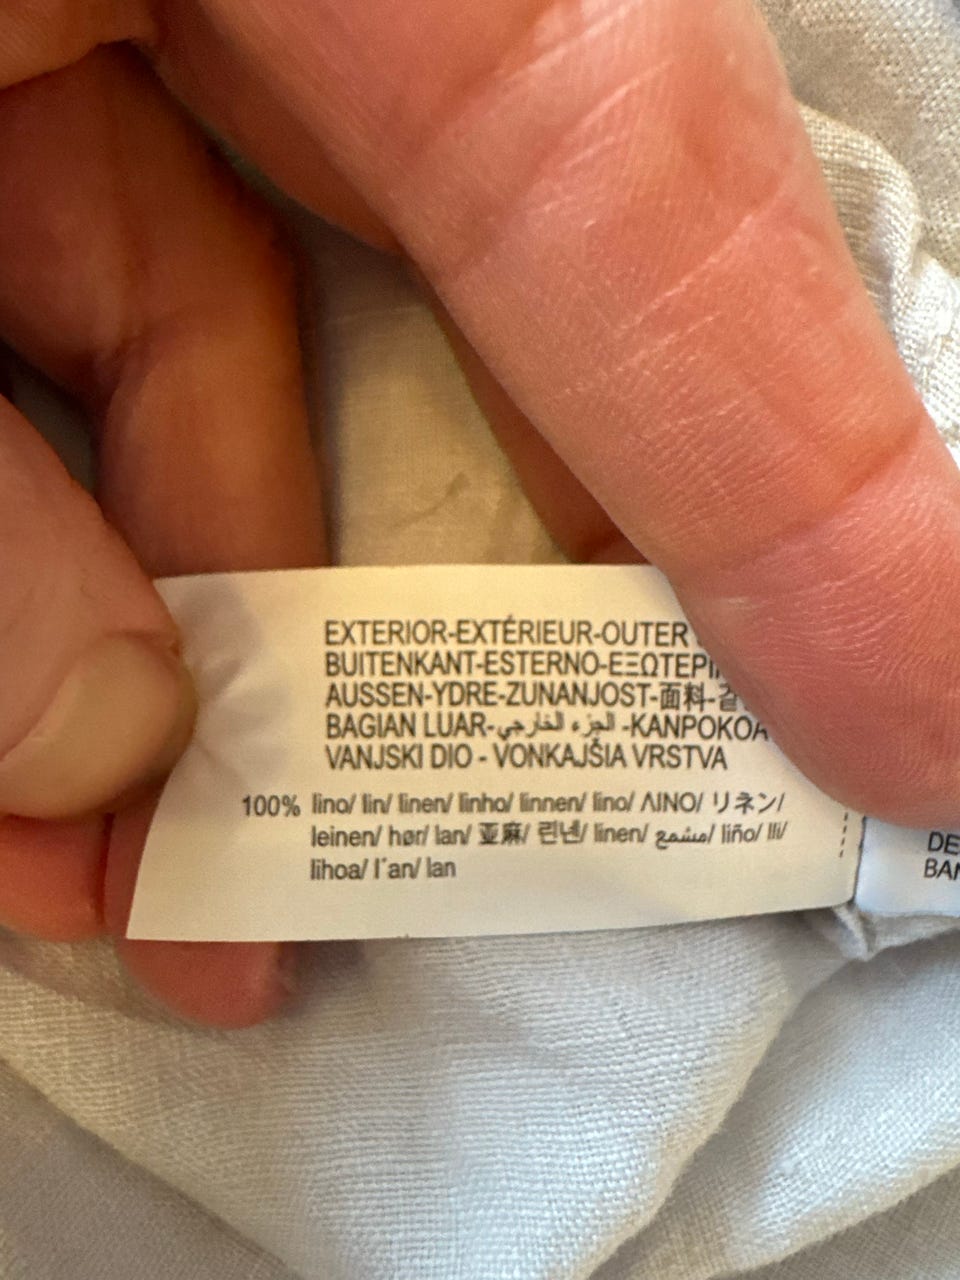 EXTERIOR-EXTÉRIEUR-OUTER
BUITENKANT-ESTERNO-
AUSSEN-YDRE-ZUNANJOST-面料-
BAGIAN LUAR-الجزء الخارجي -KANPOKOA
VANJSKI DIO - VONKAJŠIA VRSTVA
100% lino/ lin/ linen/ linho/ linnen/ lino/ ΛΙΝΟ/ リネン/
leinen/ hør/ lan/ 亚麻/ 린넨/ linen/ مشمع/ liño/ lli/
lihoa/ l´an/ lan